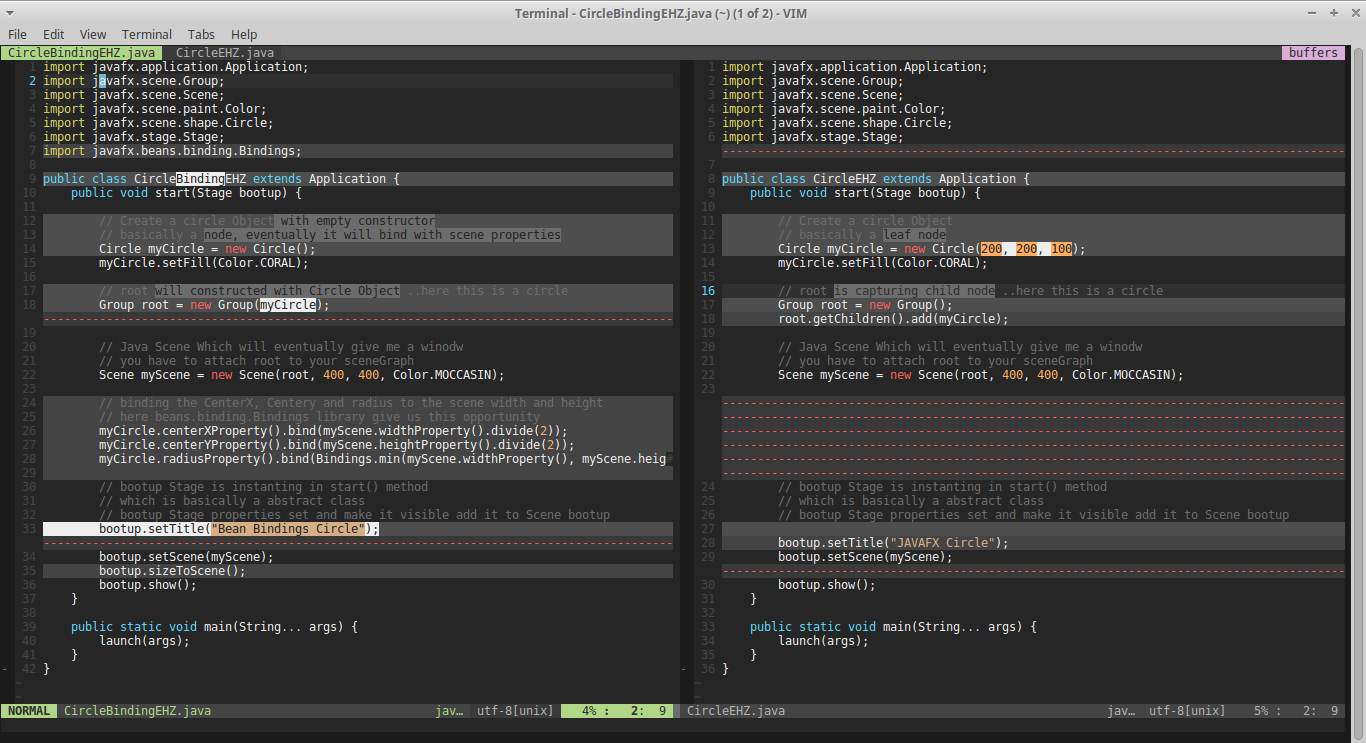 Terminal - CircleBindingEHZ.java (~) (1 of 2) - VIM
File Edit View Terminal Tabs Help
CircleBindingEHZ.java CircleEHZ.java buffers
1 import javafx.application.Application;
2 import javafx.scene.Group;
3 import javafx.scene.Scene;
4 import javafx.scene.paint.Color;
5 import javafx.scene.shape.Circle;
6 import javafx.stage.Stage;
7 import javafx.beans.binding.Bindings;
8
9 public class CircleBindingEHZ extends Application {
10     public void start(Stage bootup) {
11
12         // Create a circle Object with empty constructor
13         // basically a node, eventually it will bind with scene properties
14         Circle myCircle = new Circle();
15         myCircle.setFill(Color.CORAL);
16
17         // root will constructed with Circle Object ..here this is a circle
18         Group root = new Group(myCircle);
19
20         // Java Scene Which will eventually give me a winodw
21         // you have to attach root to your sceneGraph
22         Scene myScene = new Scene(root, 400, 400, Color.MOCCASIN);
23
24         // binding the CenterX, Centery and radius to the scene width and height
25         // here beans.binding.Bindings library give us this opportunity
26         myCircle.centerXProperty().bind(myScene.widthProperty().divide(2));
27         myCircle.centerYProperty().bind(myScene.heightProperty().divide(2));
28         myCircle.radiusProperty().bind(Bindings.min(myScene.widthProperty(), myScene.heig
29
30         // bootup Stage is instanting in start() method
31         // which is basically a abstract class
32         // bootup Stage properties set and make it visible add it to Scene bootup
33         bootup.setTitle("Bean Bindings Circle");
34         bootup.setScene(myScene);
35         bootup.sizeToScene();
36         bootup.show();
37     }
38
39     public static void main(String... args) {
40         launch(args);
41     }
42 }
~
~
NORMAL CircleBindingEHZ.java jav… utf-8[unix] 4% : 2: 9
1 import javafx.application.Application;
2 import javafx.scene.Group;
3 import javafx.scene.Scene;
4 import javafx.scene.paint.Color;
5 import javafx.scene.shape.Circle;
6 import javafx.stage.Stage;
7
8 public class CircleEHZ extends Application {
9     public void start(Stage bootup) {
10
11         // Create a circle Object
12         // basically a leaf node
13         Circle myCircle = new Circle(200, 200, 100);
14         myCircle.setFill(Color.CORAL);
15
16         // root is capturing child node ..here this is a circle
17         Group root = new Group();
18         root.getChildren().add(myCircle);
19
20         // Java Scene Which will eventually give me a winodw
21         // you have to attach root to your sceneGraph
22         Scene myScene = new Scene(root, 400, 400, Color.MOCCASIN);
23
24         // bootup Stage is instanting in start() method
25         // which is basically a abstract class
26         // bootup Stage properties set and make it visible add it to Scene bootup
27
28         bootup.setTitle("JAVAFX Circle");
29         bootup.setScene(myScene);
30         bootup.show();
31     }
32
33     public static void main(String... args) {
34         launch(args);
35     }
36 }
~
~
CircleEHZ.java jav… utf-8[unix] 5% : 2: 9